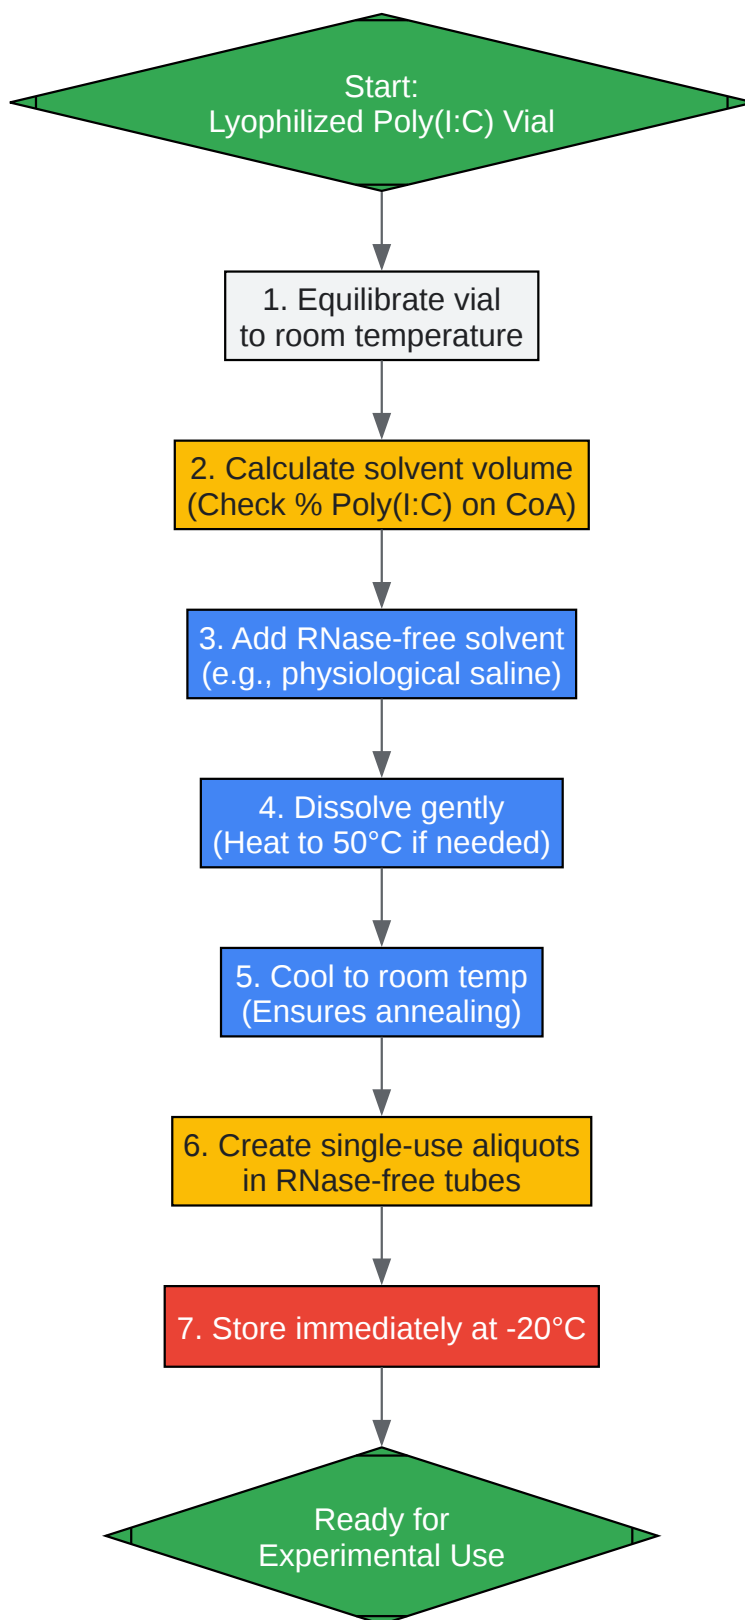 Start:
Lyophilized Poly(I:C) Vial
1. Equilibrate vial
to room temperature
2. Calculate solvent volume
(Check % Poly(I:C) on CoA)
3. Add RNase-free solvent
(e.g., physiological saline)
4. Dissolve gently
(Heat to 50°C if needed)
5. Cool to room temp
(Ensures annealing)
6. Create single-use aliquots
in RNase-free tubes
7. Store immediately at -20°C
Ready for
Experimental Use